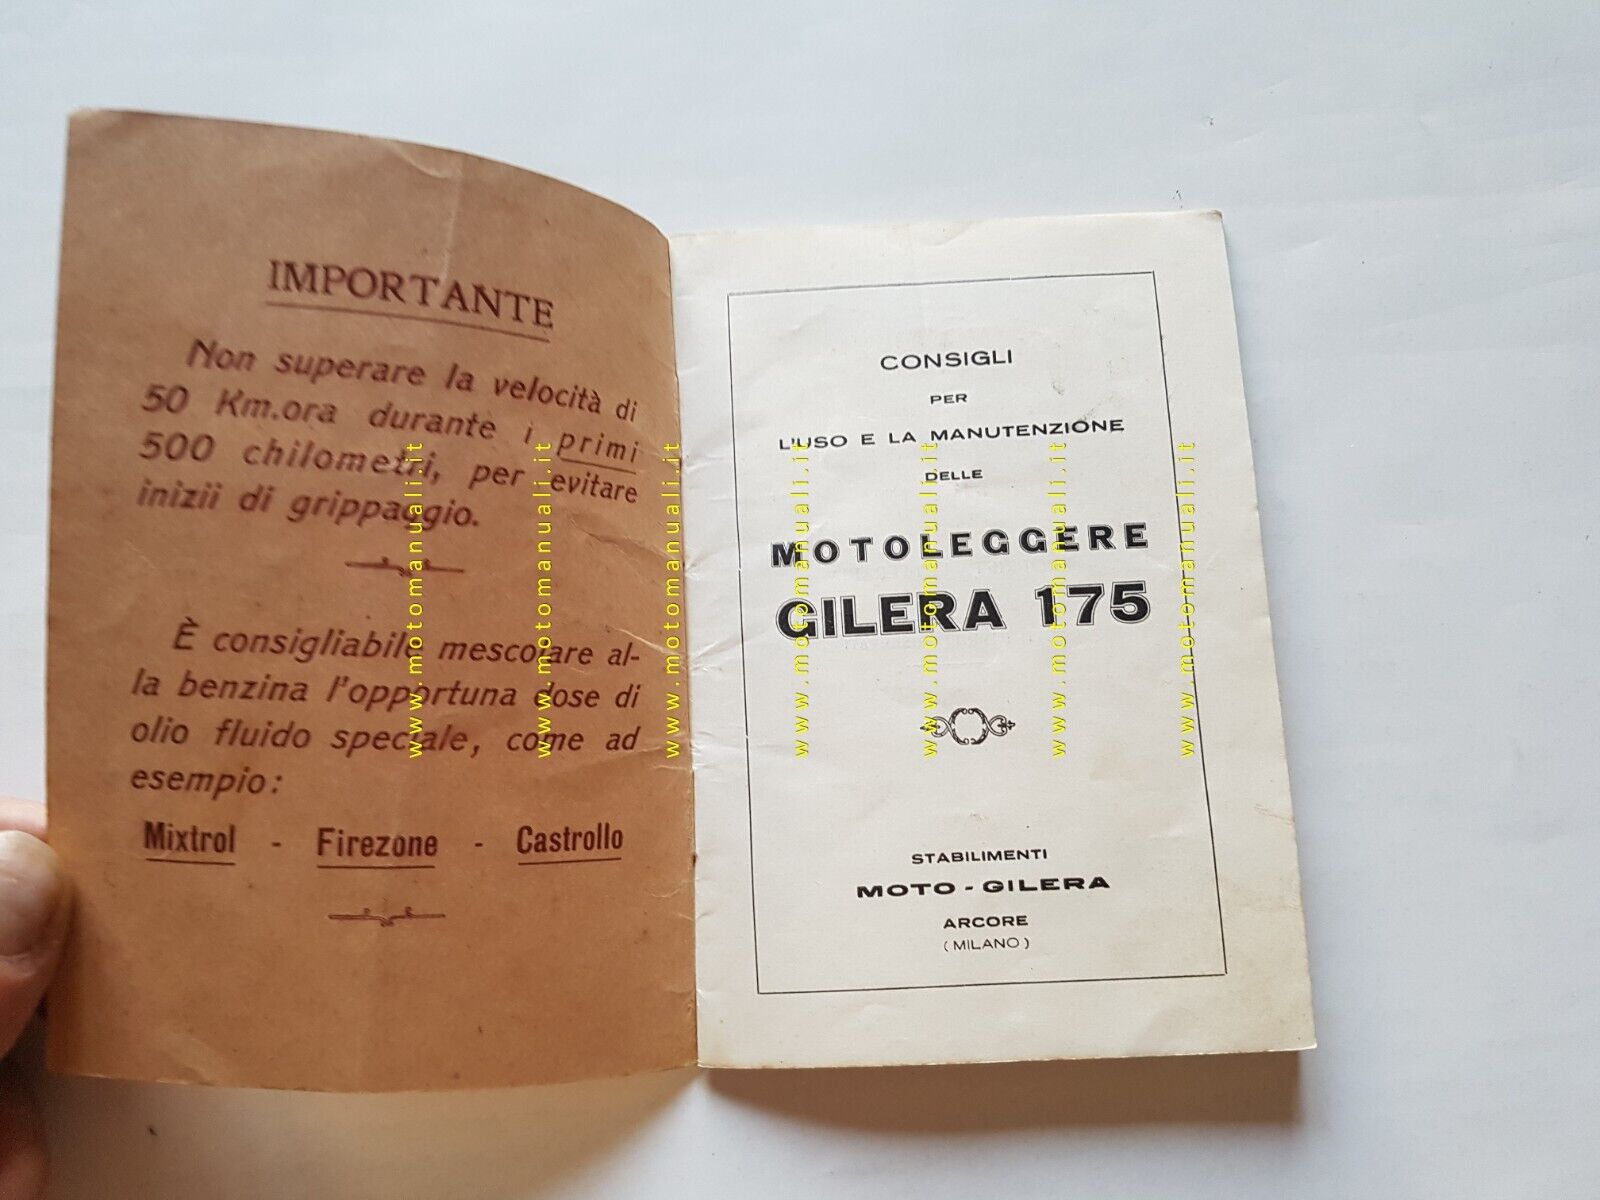 IMPORTANTE
Non superare la velocità di
50 Km.ora durante i primi
500 chilometri, per evitare
inizii di grippaggio.
È consigliabile mescolare al-
la benzina l'opportuna dose di
olio fluido speciale, come ad
esempio:
Mixtrol - Firezone - Castrollo
CONSIGLI
PER
L'USO E LA MANUTENZIONE
DELLE
MOTOLEGGERE
GILERA 175
STABILIMENTI
MOTO - GILERA
ARCORE
(MILANO)
www.motomanuali.it
www.motomanuali.it
www.motomanuali.it
www.motomanuali.it
www.motomanuali.it
www.motomanuali.it
www.motomanuali.it